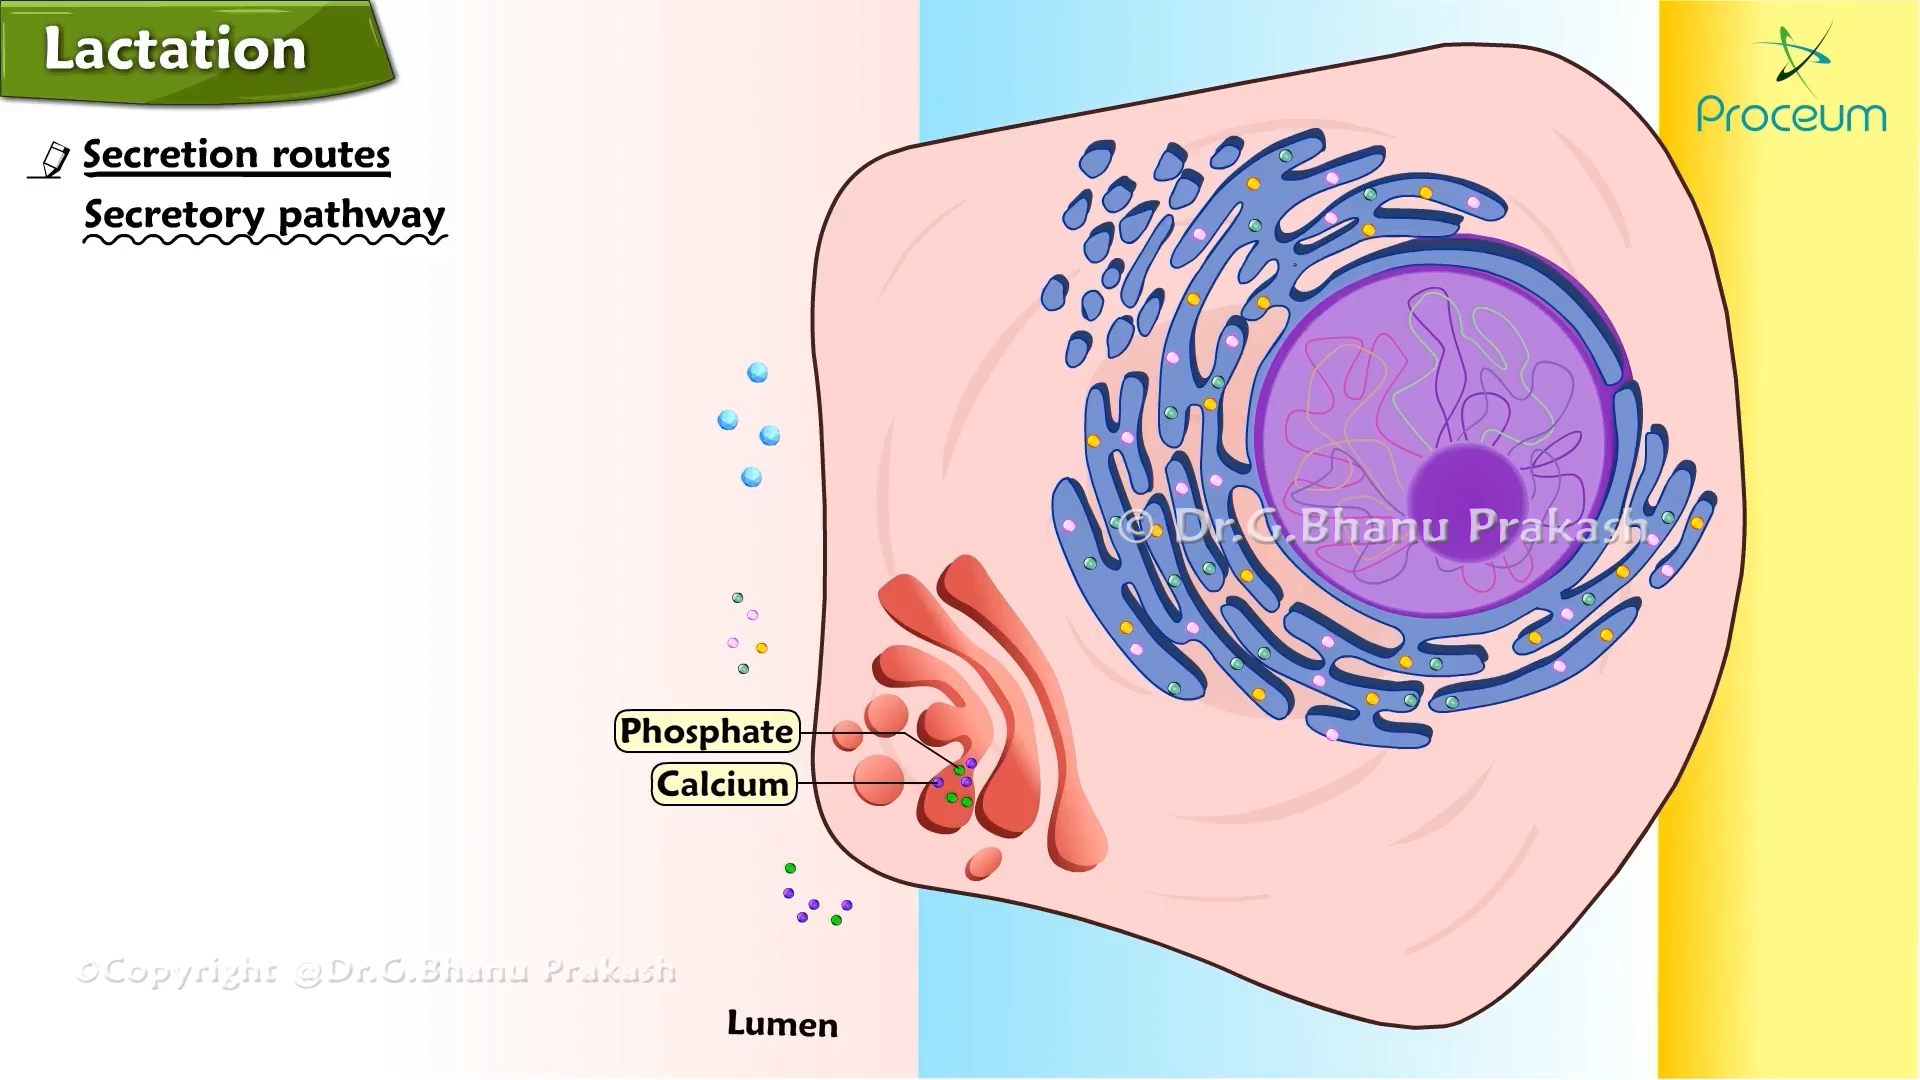 Lactation
Proceum
Secretion routes
Secretory pathway
© Dr.G.Bhanu Prakash
Phosphate
Calcium
©Copyright @Dr.G.Bhanu Prakash
Lumen